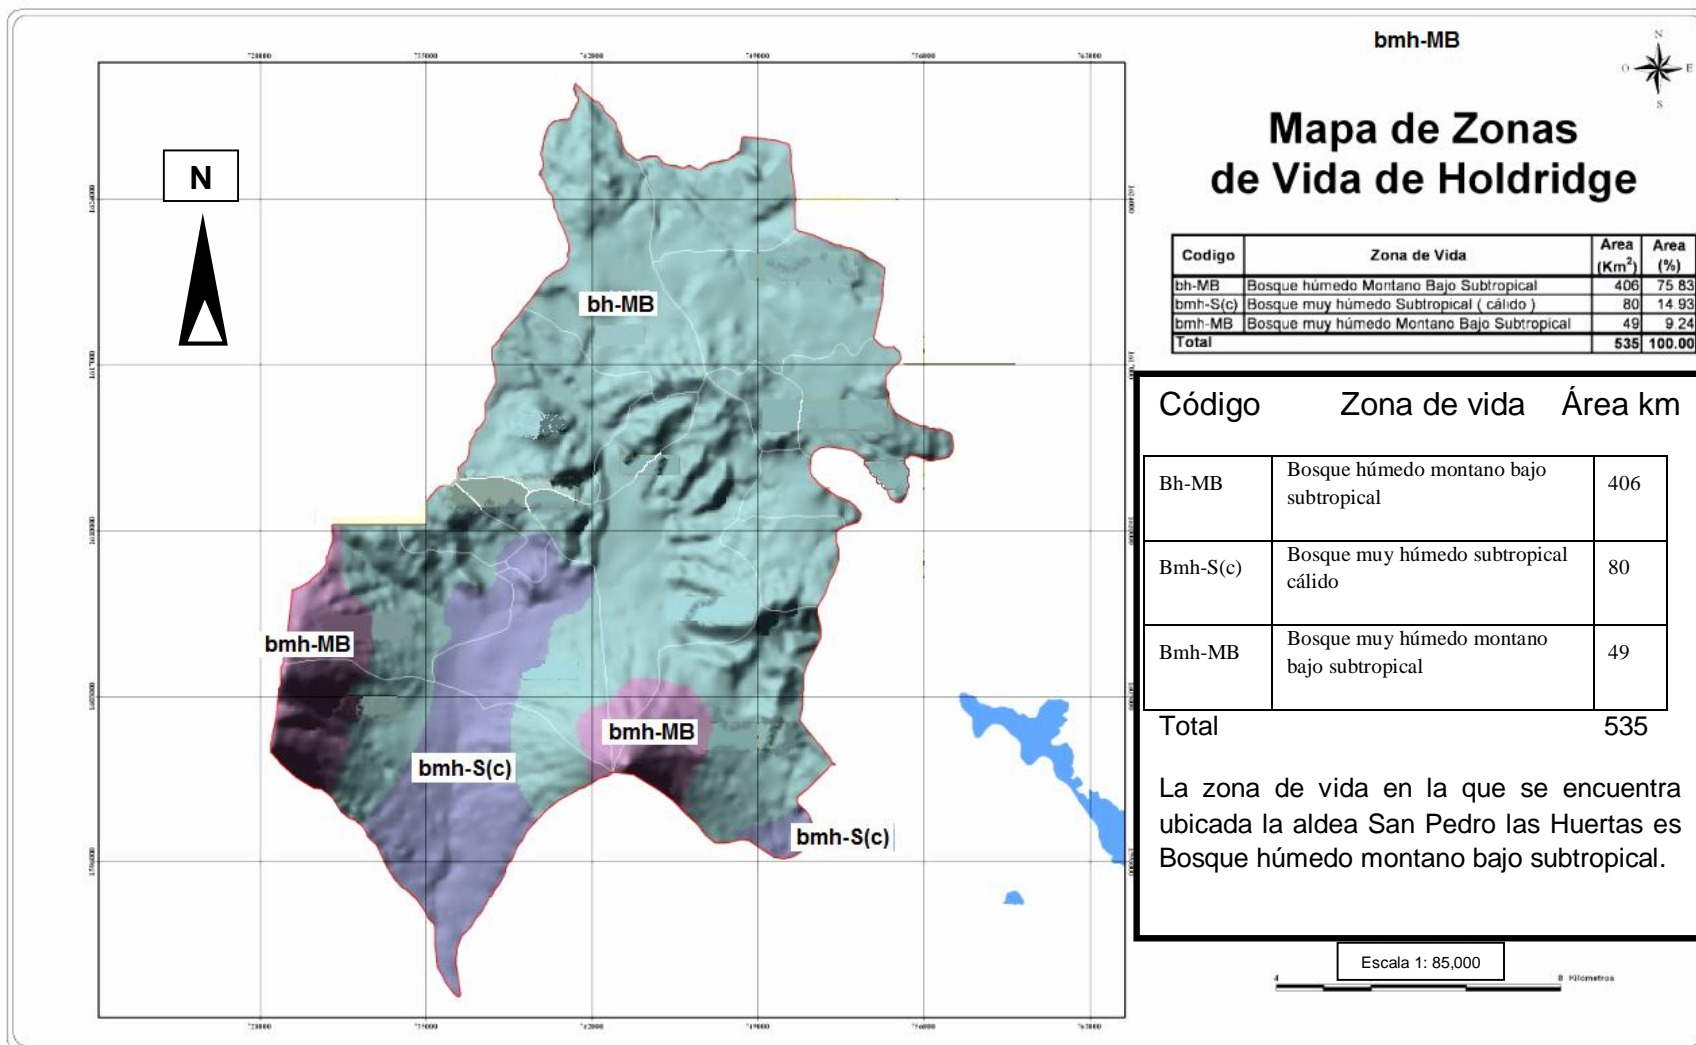 bmh-MB
N
O E
S
Mapa de Zonas
de Vida de Holdridge
Codigo Zona de Vida Area (Km²) Area (%)
bh-MB Bosque húmedo Montano Bajo Subtropical 406 75.83
bmh-S(c) Bosque muy húmedo Subtropical ( cálido ) 80 14.93
bmh-MB Bosque muy húmedo Montano Bajo Subtropical 49 9.24
Total 535 100.00
N
bh-MB
bmh-MB
bmh-S(c)
bmh-MB
bmh-S(c)
Código Zona de vida Área km
Bh-MB Bosque húmedo montano bajo
subtropical 406
Bmh-S(c) Bosque muy húmedo subtropical
cálido 80
Bmh-MB Bosque muy húmedo montano
bajo subtropical 49
Total 535
La zona de vida en la que se encuentra
ubicada la aldea San Pedro las Huertas es
Bosque húmedo montano bajo subtropical.
Escala 1: 85,000
4 8 Kilometros